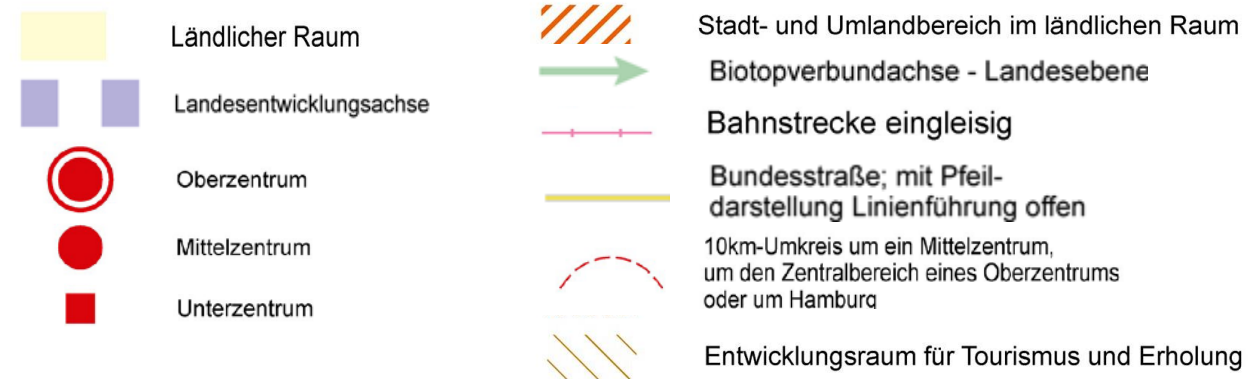 Ländlicher Raum
Landesentwicklungsachse
Oberzentrum
Mittelzentrum
Unterzentrum
Stadt- und Umlandbereich im ländlichen Raum
Biotopverbundachse - Landesebene
Bahnstrecke eingleisig
Bundesstraße; mit Pfeil-
darstellung Linienführung offen
10km-Umkreis um ein Mittelzentrum,
um den Zentralbereich eines Oberzentrums
oder um Hamburg
Entwicklungsraum für Tourismus und Erholung